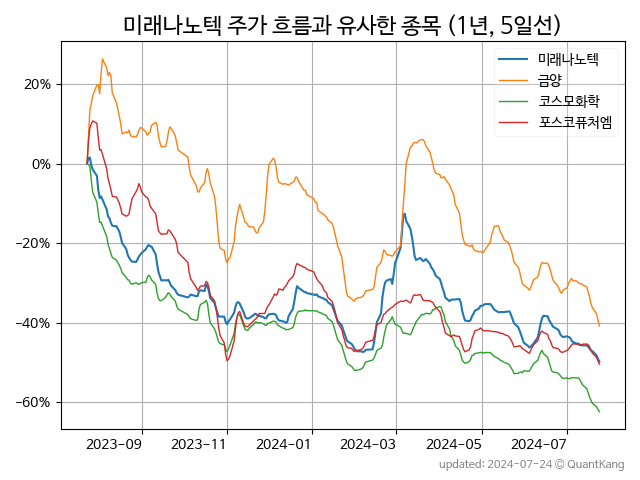 미래나노텍 주가 흐름과 유사한 종목 (1년, 5일선)
미래나노텍
금양
코스모화학
포스코퓨처엠
20%
0%
−20%
−40%
−60%
2023-09
2023-11
2024-01
2024-03
2024-05
2024-07
updated: 2024-07-24 © QuantKang